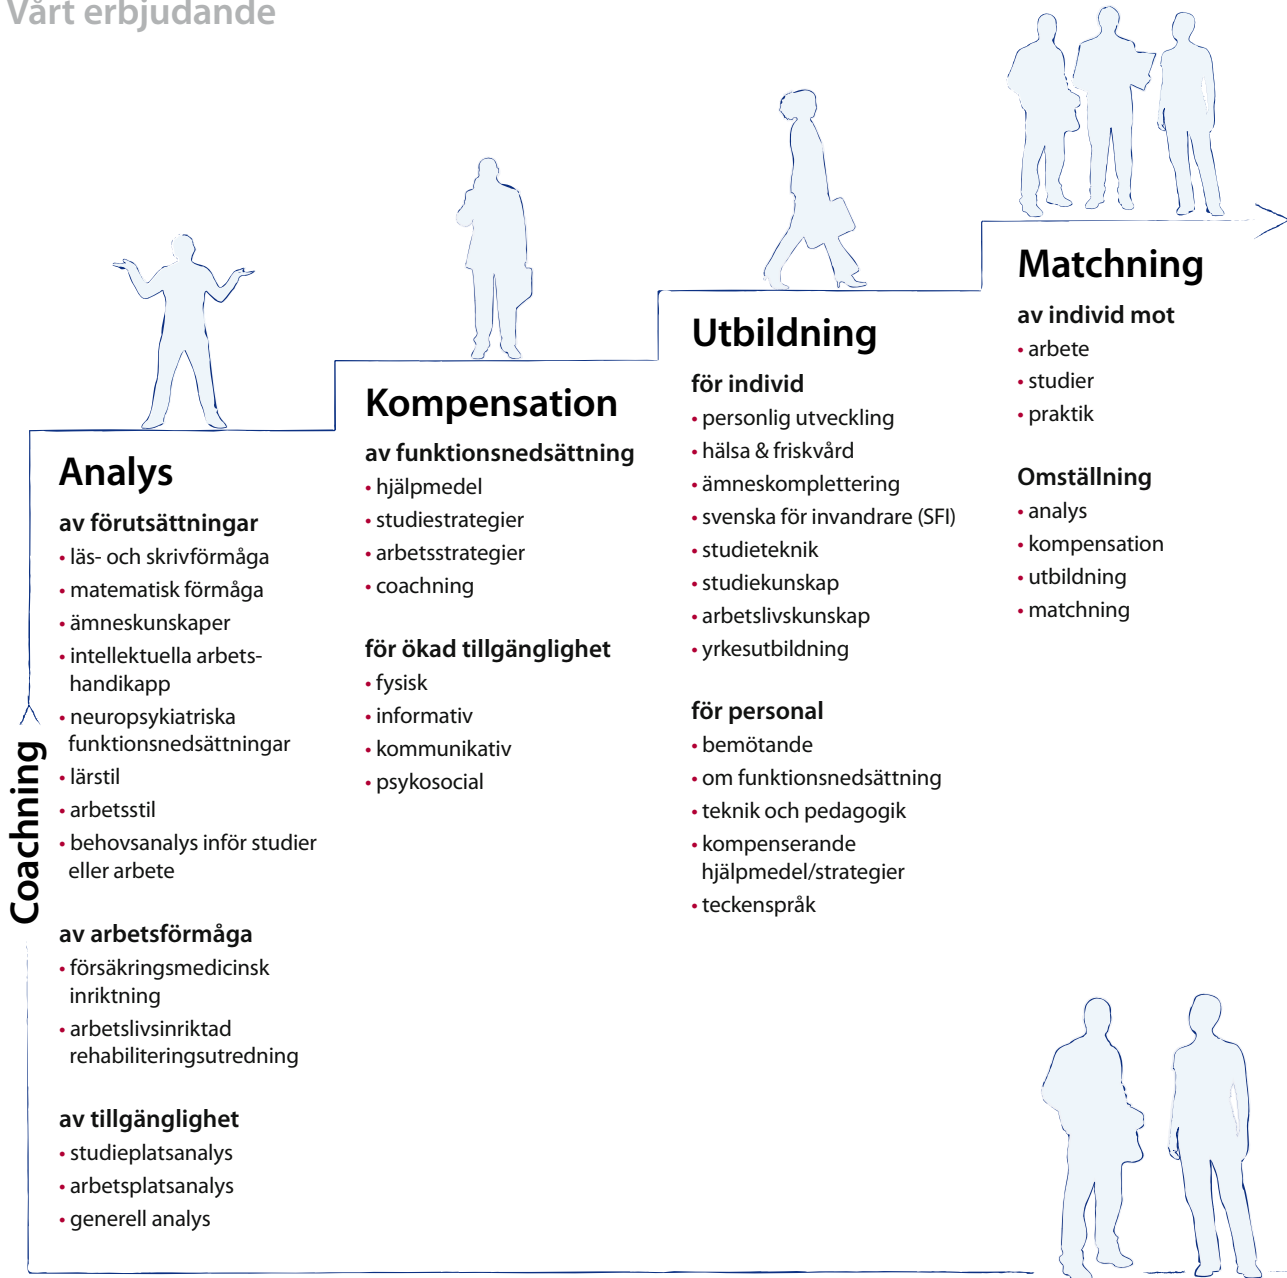 Vårt erbjudande
Analys
av förutsättningar
• läs- och skrivförmåga
• matematisk förmåga
• ämneskunskaper
• intellektuella arbets-
handikapp
• neuropsykiatriska
funktionsnedsättningar
• lärstil
• arbetsstil
• behovsanalys inför studier
eller arbete
av arbetsförmåga
• försäkringsmedicinsk
inriktning
• arbetslivsinriktad
rehabiliteringsutredning
av tillgänglighet
• studieplatsanalys
• arbetsplatsanalys
• generell analys
Kompensation
av funktionsnedsättning
• hjälpmedel
• studiestrategier
• arbetsstrategier
• coachning
för ökad tillgänglighet
• fysisk
• informativ
• kommunikativ
• psykosocial
Utbildning
för individ
• personlig utveckling
• hälsa & friskvård
• ämneskomplettering
• svenska för invandrare (SFI)
• studieteknik
• studiekunskap
• arbetslivskunskap
• yrkesutbildning
för personal
• bemötande
• om funktionsnedsättning
• teknik och pedagogik
• kompenserande
hjälpmedel/strategier
• teckenspråk
Matchning
av individ mot
• arbete
• studier
• praktik
Omställning
• analys
• kompensation
• utbildning
• matchning
Coachning